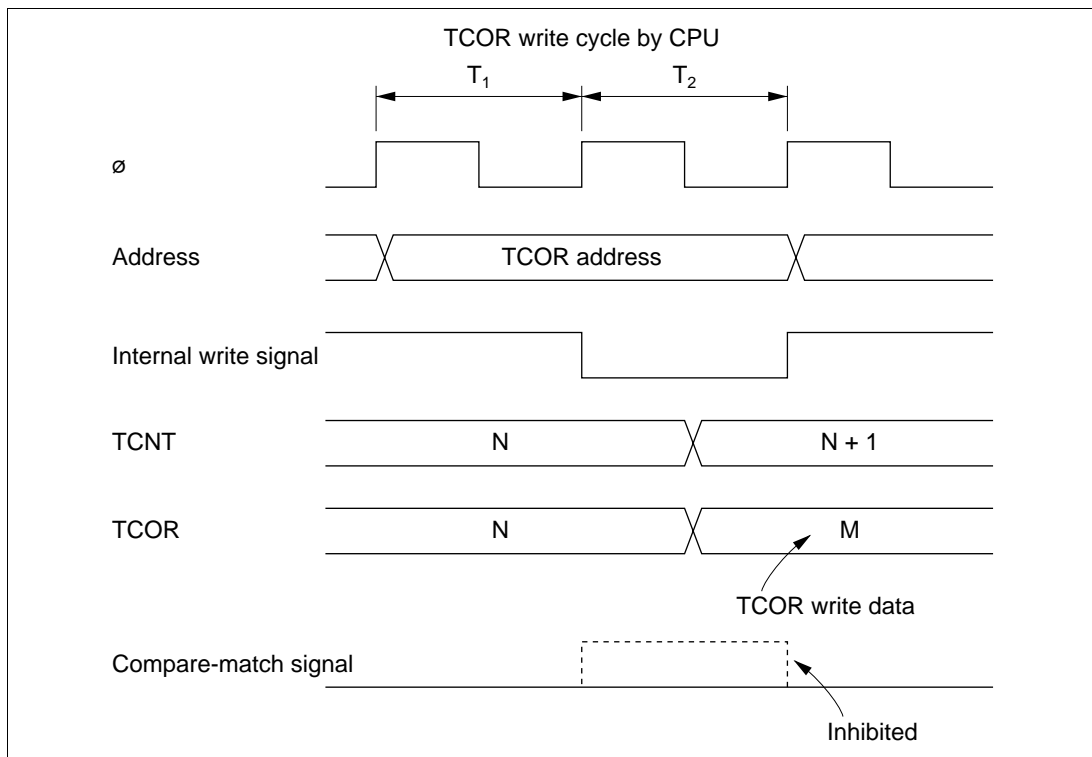 TCOR write cycle by CPU
T1 T2
ø
Address TCOR address
Internal write signal
TCNT N N + 1
TCOR N M
TCOR write data
Compare-match signal
Inhibited